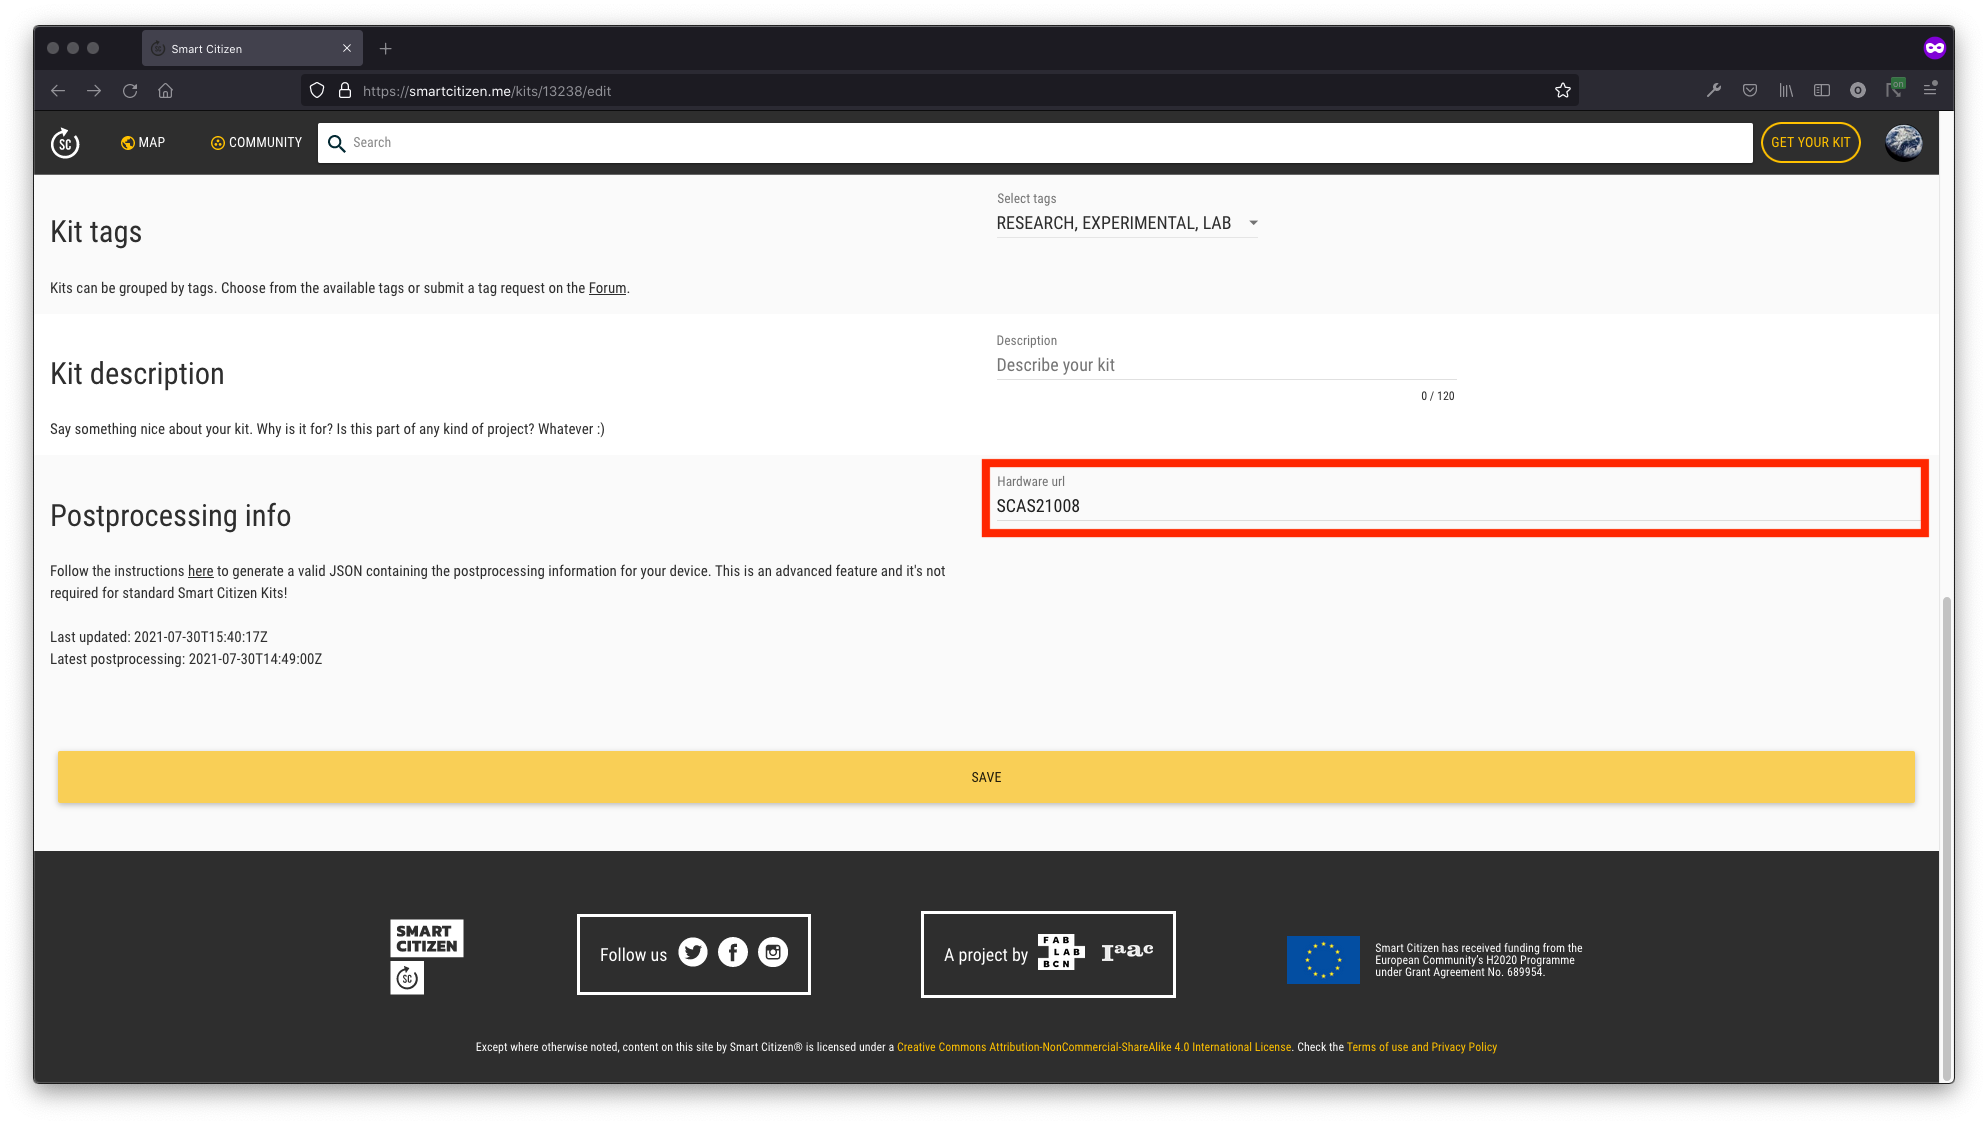 Smart Citizen
https://smartcitizen.me/kits/13238/edit
on
SC
MAP
COMMUNITY
Search
GET YOUR KIT
Select tags
RESEARCH, EXPERIMENTAL, LAB
Kit tags
Kits can be grouped by tags. Choose from the available tags or submit a tag request on the Forum.
Description
Describe your kit
0 / 120
Kit description
Say something nice about your kit. Why is it for? Is this part of any kind of project? Whatever :)
Hardware url
SCAS21008
Postprocessing info
Follow the instructions here to generate a valid JSON containing the postprocessing information for your device. This is an advanced feature and it's not
required for standard Smart Citizen Kits!
Last updated: 2021-07-30T15:40:17Z
Latest postprocessing: 2021-07-30T14:49:00Z
SAVE
SMART
CITIZEN
SC
Follow us
A project by
FAB
LAB
BCN
Iaac
Smart Citizen has received funding from the
European Community's H2020 Programme
under Grant Agreement No. 689954.
Except where otherwise noted, content on this site by Smart Citizen® is licensed under a Creative Commons Attribution-NonCommercial-ShareAlike 4.0 International License. Check the Terms of use and Privacy Policy